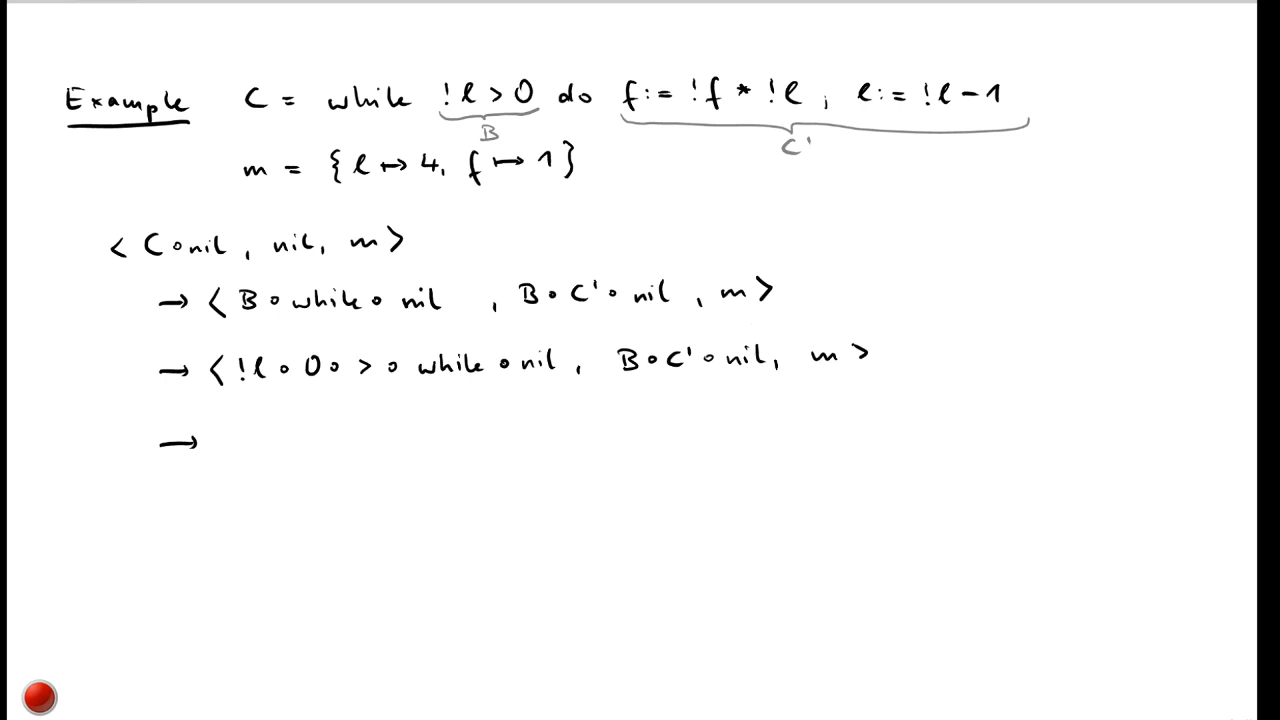 Example C = while !l > 0 do f := !f * !l ; l := !l - 1
B C'
m = {l ↦ 4, f ↦ 1}
< C ∘ nil , nil, m >
→ < B ∘ while ∘ nil , B ∘ C' ∘ nil , m >
→ < !l ∘ 0 ∘ > ∘ while ∘ nil , B ∘ C' ∘ nil, m >
→